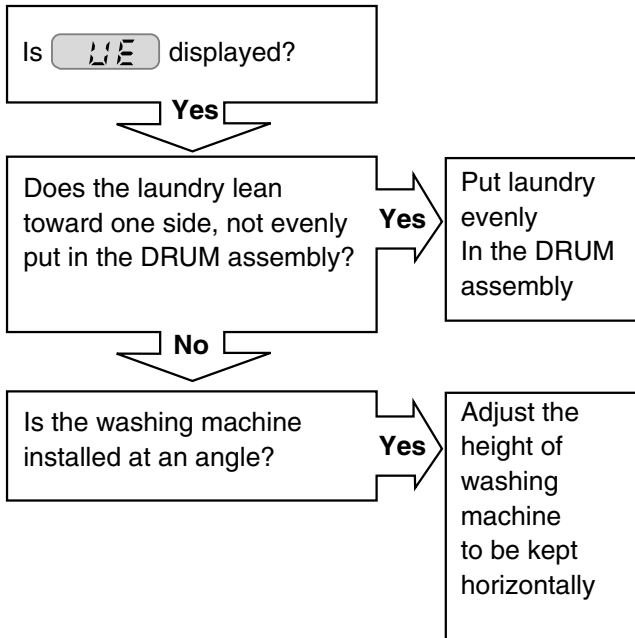 Is UE displayed?
Yes
Does the laundry lean
toward one side, not evenly
put in the DRUM assembly?
Yes
Put laundry
evenly
In the DRUM
assembly
No
Is the washing machine
installed at an angle?
Yes
Adjust the
height of
washing
machine
to be kept
horizontally